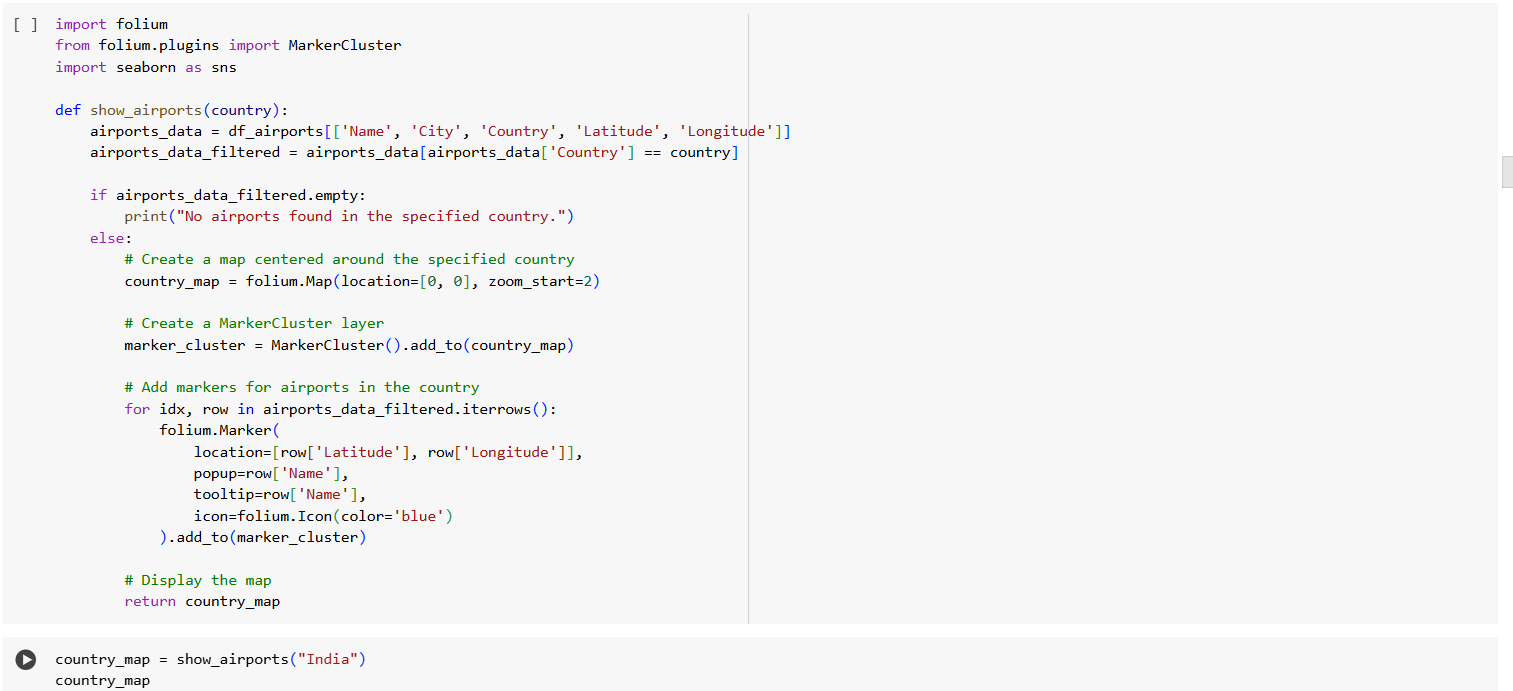 [ ] import folium
from folium.plugins import MarkerCluster
import seaborn as sns
def show_airports(country):
    airports_data = df_airports[['Name', 'City', 'Country', 'Latitude', 'Longitude']]
    airports_data_filtered = airports_data[airports_data['Country'] == country]
    if airports_data_filtered.empty:
        print("No airports found in the specified country.")
    else:
        # Create a map centered around the specified country
        country_map = folium.Map(location=[0, 0], zoom_start=2)
        # Create a MarkerCluster layer
        marker_cluster = MarkerCluster().add_to(country_map)
        # Add markers for airports in the country
        for idx, row in airports_data_filtered.iterrows():
            folium.Marker(
                location=[row['Latitude'], row['Longitude']],
                popup=row['Name'],
                tooltip=row['Name'],
                icon=folium.Icon(color='blue')
            ).add_to(marker_cluster)
        # Display the map
        return country_map
country_map = show_airports("India")
country_map